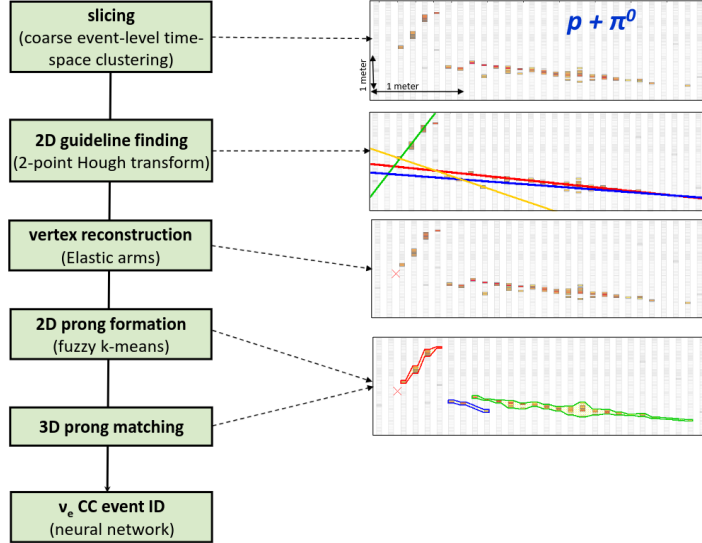 slicing
(coarse event-level time-
space clustering)
p + π⁰
1 meter
1 meter
2D guideline finding
(2-point Hough transform)
vertex reconstruction
(Elastic arms)
2D prong formation
(fuzzy k-means)
3D prong matching
νₑ CC event ID
(neural network)